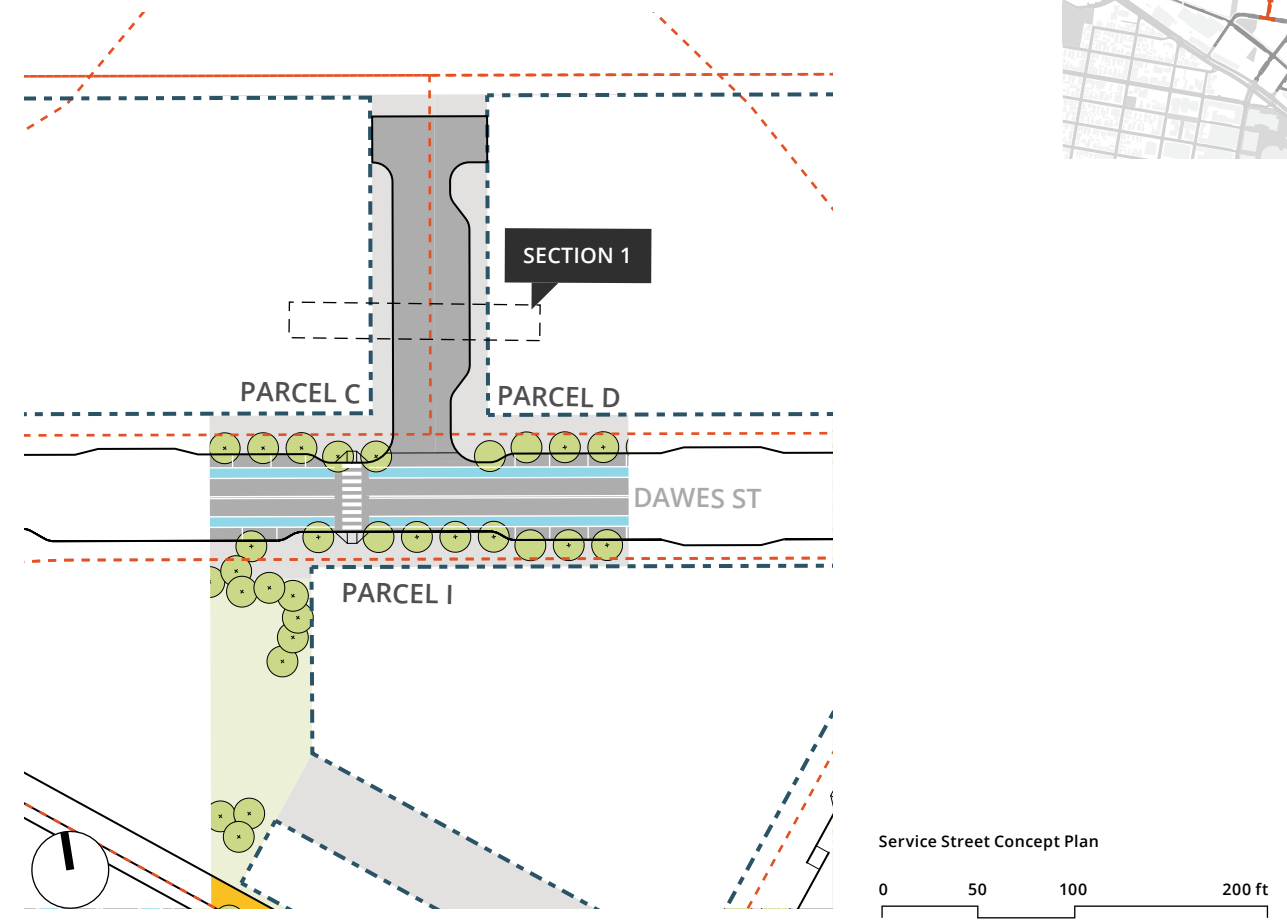 SECTION 1
PARCEL C
PARCEL D
DAWES ST
PARCEL I
Service Street Concept Plan
0 50 100 200 ft